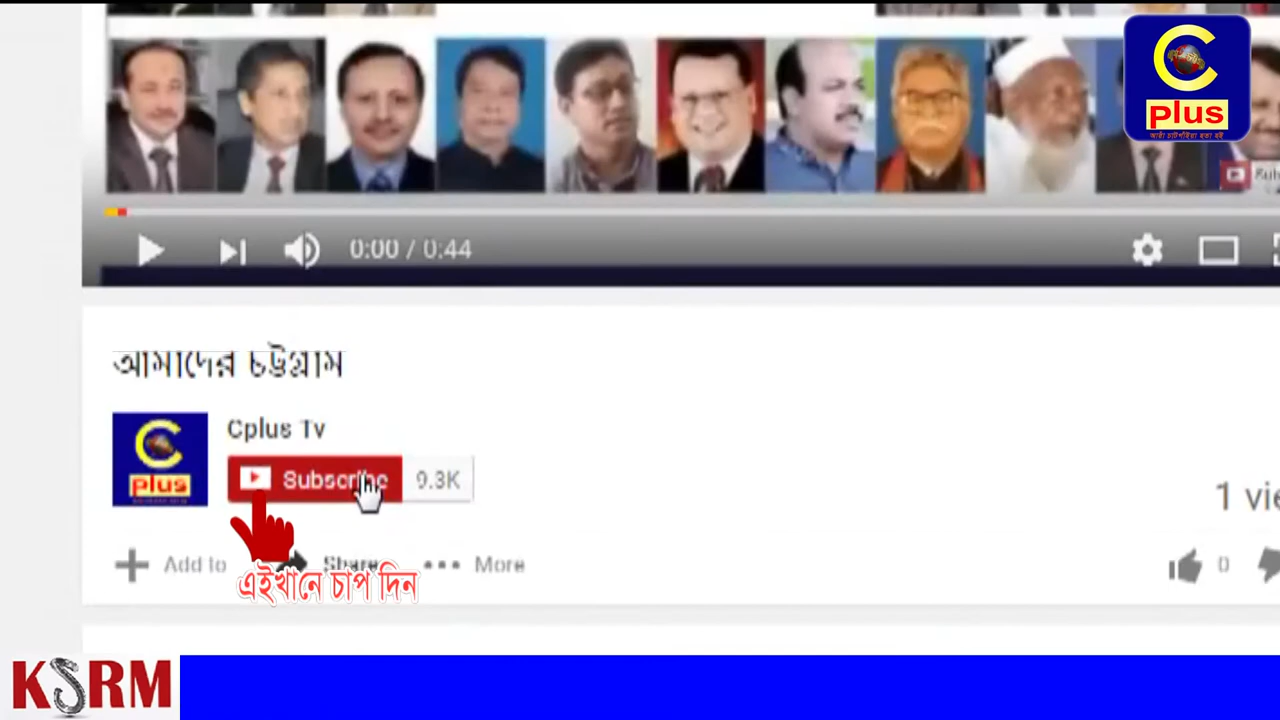 C
plus
0:00 / 0:44
আমাদের চট্টগ্রাম
C
plus
Cplus Tv
Subscribe 9.3K
1
Add to Share More
0
এইখানে চাপ দিন
KSRM